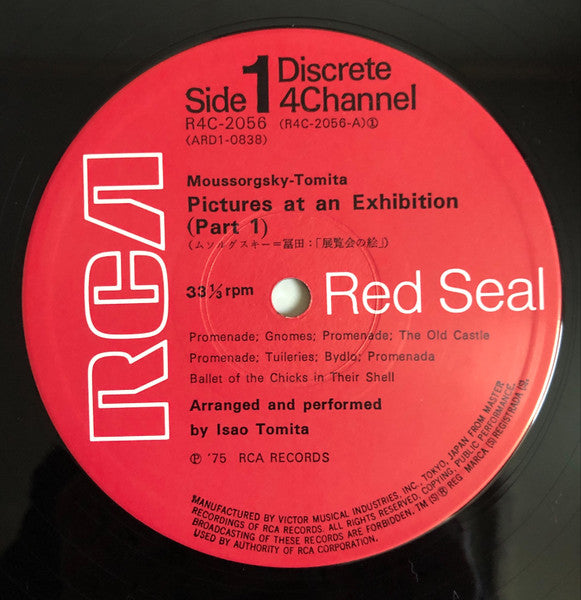 Side 1 Discrete
4Channel
R4C-2056 (R4C-2056-A)①
(ARD1-0838)
Moussorgsky-Tomita
Pictures at an Exhibition
(Part 1)
(ムソルグスキー＝冨田:「展覧会の絵」)
33⅓ rpm
RCA
Red Seal
Promenade; Gnomes; Promenade; The Old Castle
Promenade; Tuileries; Bydlo; Promenada
Ballet of the Chicks in Their Shell
Arranged and performed
by Isao Tomita
Ⓟ '75 RCA RECORDS
MANUFACTURED BY VICTOR MUSICAL INDUSTRIES, INC., TOKYO, JAPAN FROM MASTER
RECORDINGS OF RCA RECORDS. ALL RIGHTS RESERVED. COPYING, PUBLIC PERFORMANCE,
BROADCASTING OF THESE RECORDS ARE FORBIDDEN. TM (S) ® REG MARCA (S) REGISTRADA (S).
USED BY AUTHORITY OF RCA CORPORATION.